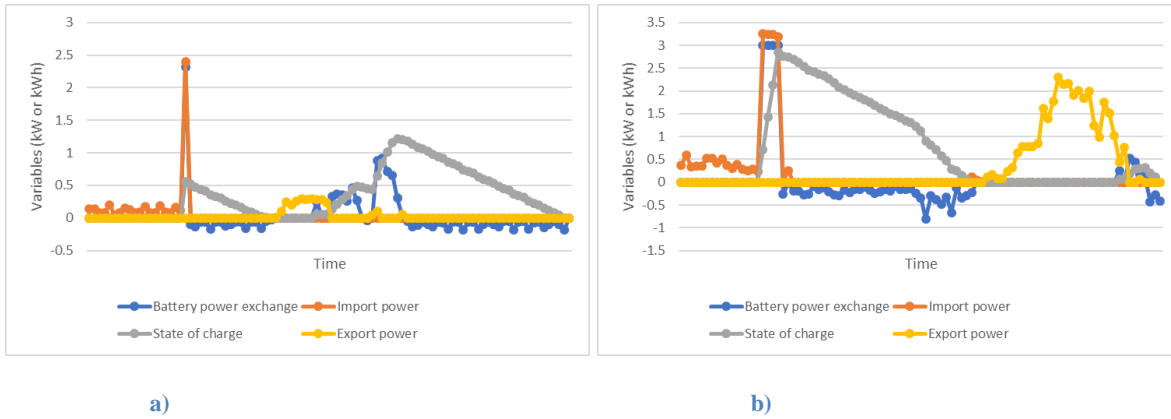 3
2.5
2
1.5
1
0.5
0
-0.5
Variables (kW or kWh)
Time
Battery power exchange
Import power
State of charge
Export power
3.5
3
2.5
2
1.5
1
0.5
0
-0.5
-1
-1.5
Variables (kW or kWh)
Time
Battery power exchange
Import power
State of charge
Export power
a)
b)